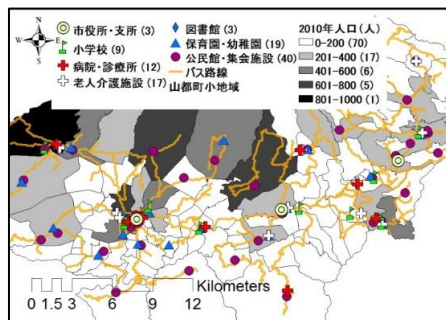 N
W E
S
市役所・支所 (3)
小学校 (9)
病院・診療所 (12)
老人介護施設 (17)
図書館 (3)
保育園・幼稚園 (19)
公民館・集会施設 (40)
バス路線
山都町小地域
2010年人口(人)
0-200 (70)
201-400 (17)
401-600 (6)
601-800 (5)
801-1000 (1)
Kilometers
0 1.5 3 6 9 12